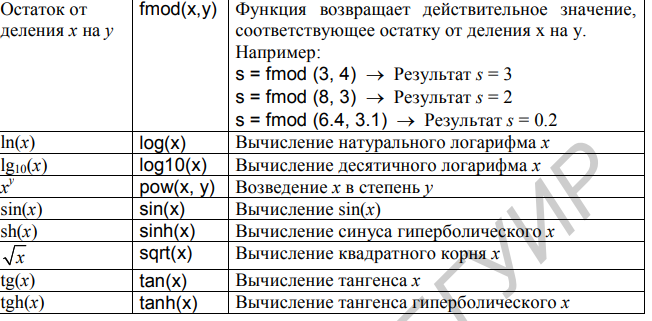 Остаток от деления x на y fmod(x,y) Функция возвращает действительное значение,
соответствующее остатку от деления x на y.
Например:
s = fmod (3, 4) → Результат s = 3
s = fmod (8, 3) → Результат s = 2
s = fmod (6.4, 3.1) → Результат s = 0.2
ln(x) log(x) Вычисление натурального логарифма x
lg10(x) log10(x) Вычисление десятичного логарифма x
x^y pow(x, y) Возведение x в степень y
sin(x) sin(x) Вычисление sin(x)
sh(x) sinh(x) Вычисление синуса гиперболического x
√x sqrt(x) Вычисление квадратного корня x
tg(x) tan(x) Вычисление тангенса x
tgh(x) tanh(x) Вычисление тангенса гиперболического x
ГУИР